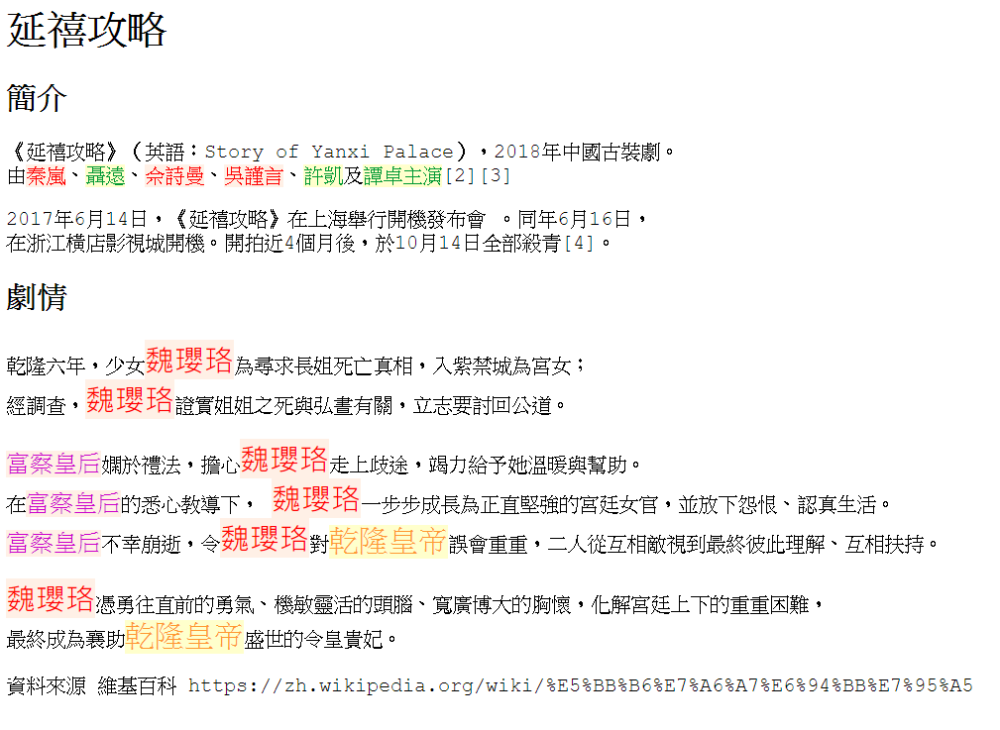 延禧攻略
簡介
《延禧攻略》（英語：Story of Yanxi Palace），2018年中國古裝劇。
由秦嵐、聶遠、佘詩曼、吳謹言、許凱及譚卓主演[2][3]
2017年6月14日，《延禧攻略》在上海舉行開機發布會 。同年6月16日，
在浙江橫店影視城開機。開拍近4個月後，於10月14日全部殺青[4]。
劇情
乾隆六年，少女魏瓔珞為尋求長姐死亡真相，入紫禁城為宮女；
經調查，魏瓔珞證實姐姐之死與弘晝有關，立志要討回公道。
富察皇后嫻於禮法，擔心魏瓔珞走上歧途，竭力給予她溫暖與幫助。
在富察皇后的悉心教導下， 魏瓔珞一步步成長為正直堅強的宮廷女官，並放下怨恨、認真生活。
富察皇后不幸崩逝，令魏瓔珞對乾隆皇帝誤會重重，二人從互相敵視到最終彼此理解、互相扶持。
魏瓔珞憑勇往直前的勇氣、機敏靈活的頭腦、寬廣博大的胸懷，化解宮廷上下的重重困難，
最終成為襄助乾隆皇帝盛世的令皇貴妃。
資料來源 維基百科 https://zh.wikipedia.org/wiki/%E5%BB%B6%E7%A6%A7%E6%94%BB%E7%95%A5